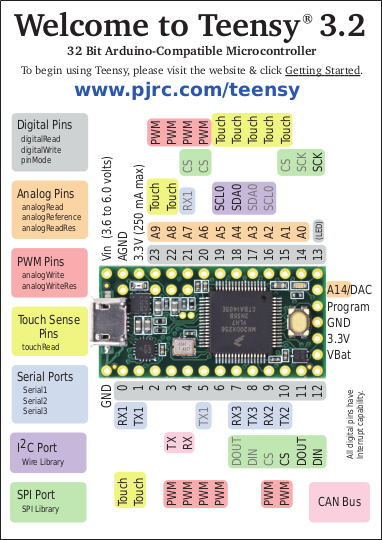 Welcome to Teensy® 3.2
32 Bit Arduino-Compatible Microcontroller
To begin using Teensy, please visit the website & click Getting Started.
www.pjrc.com/teensy
Digital Pins
digitalRead
digitalWrite
pinMode
Analog Pins
analogRead
analogReference
analogReadRes
PWM Pins
analogWrite
analogWriteRes
Touch Sense
Pins
touchRead
Serial Ports
Serial1
Serial2
Serial3
I²C Port
Wire Library
SPI Port
SPI Library
PWM PWM PWM PWM Touch Touch Touch Touch Touch
CS CS CS SCK SCK
Touch Touch RX1 SCL0 SDA0 SDA0 SCL0
Vin (3.6 to 6.0 volts)
AGND
3.3V (250 mA max)
A9 A8 A7 A6 A5 A4 A3 A2 A1 A0 (LED)
23 22 21 20 19 18 17 16 15 14 13
A14/DAC
Program
GND
3.3V
VBat
GND 0 1 2 3 4 5 6 7 8 9 10 11 12
RX1 TX1 TX1 RX3 TX3 RX2 TX2
TX RX DOUT DIN CS CS DOUT DIN
Touch Touch PWM PWM PWM PWM PWM PWM
All digital pins have
Interrupt capability.
CAN Bus